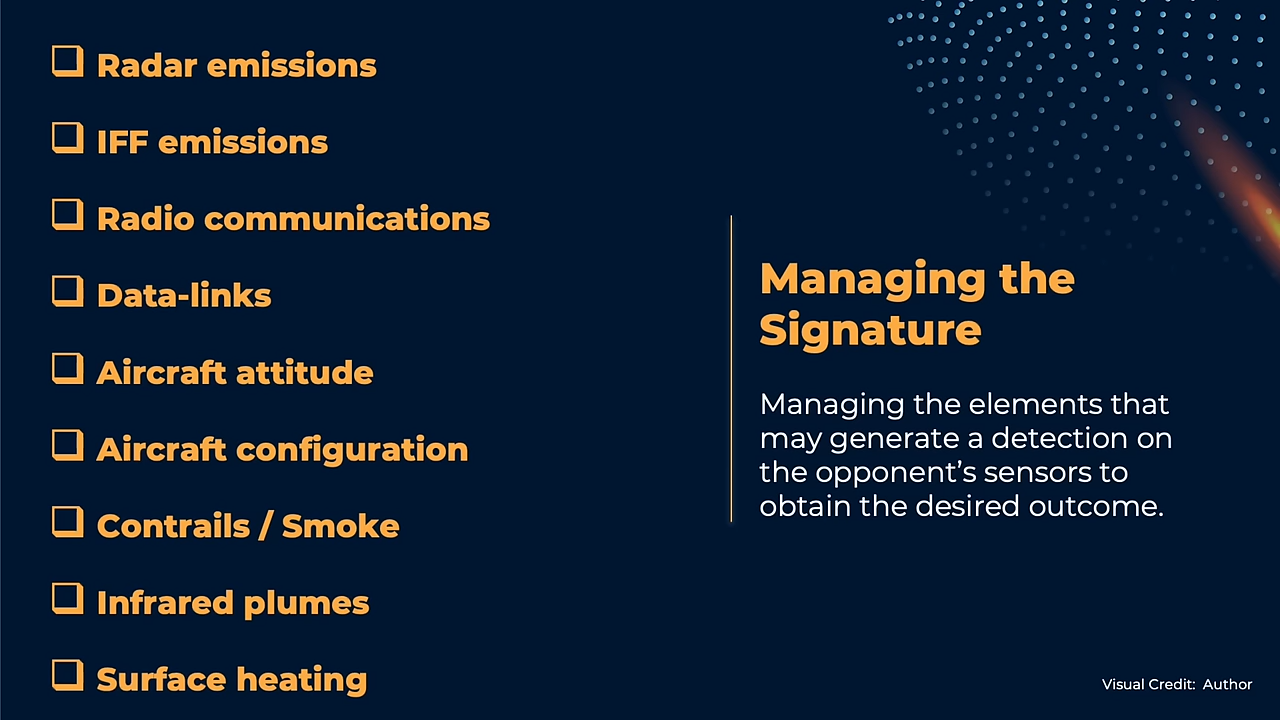 Radar emissions
IFF emissions
Radio communications
Data-links
Aircraft attitude
Aircraft configuration
Contrails / Smoke
Infrared plumes
Surface heating
Managing the
Signature
Managing the elements that
may generate a detection on
the opponent’s sensors to
obtain the desired outcome.
Visual Credit: Author